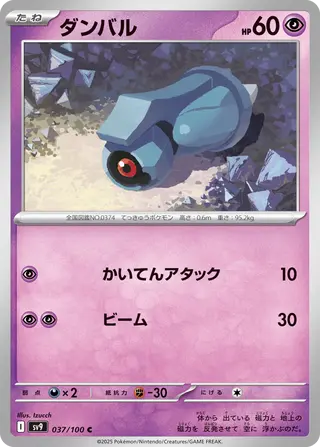 たね ダンバル HP60
全国図鑑NO.0374 てっきゅうポケモン 高さ:0.6m 重さ:95.2kg
かいてんアタック 10
ビーム 30
弱点 ×2 抵抗力 -30 にげる
Illus. Izucch
I sv9 037/100 C
体から 出ている 磁力を 地球の
磁力と 反発させて 空に 浮かぶのだ。
©2025 Pokémon/Nintendo/Creatures/GAME FREAK.